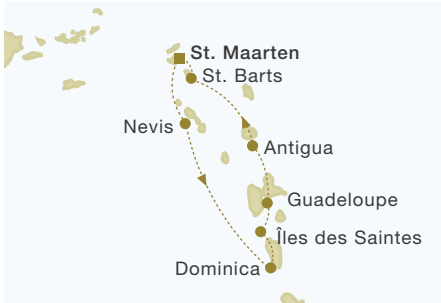 St. Maarten
St. Barts
Nevis
Antigua
Guadeloupe
Îles des Saintes
Dominica